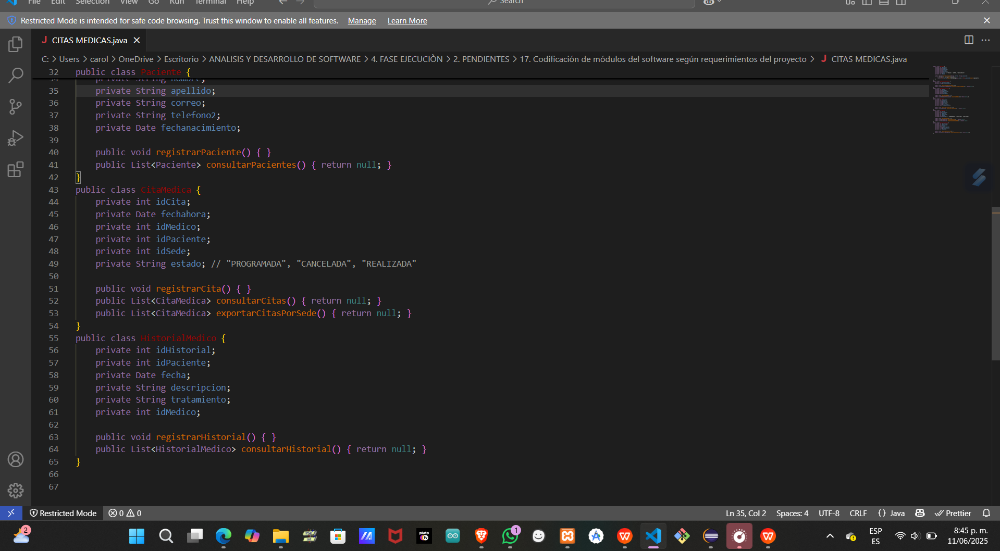 File Edit Selection View Go Run Terminal Help
Search
Restricted Mode is intended for safe code browsing. Trust this window to enable all features. Manage Learn More
CITAS MEDICAS.java
C: > Users > carol > OneDrive > Escritorio > ANALISIS Y DESARROLLO DE SOFTWARE > 4. FASE EJECUCIÒN > 2. PENDIENTES > 17. Codificación de módulos del software según requerimientos del proyecto > CITAS MEDICAS.java
32 public class Paciente {
34 private String nombre;
35 private String apellido;
36 private String correo;
37 private String telefono2;
38 private Date fechanacimiento;
39
40 public void registrarPaciente() { }
41 public List<Paciente> consultarPacientes() { return null; }
42 }
43 public class CitaMedica {
44 private int idCita;
45 private Date fechahora;
46 private int idMedico;
47 private int idPaciente;
48 private int idSede;
49 private String estado; // "PROGRAMADA", "CANCELADA", "REALIZADA"
50
51 public void registrarCita() { }
52 public List<CitaMedica> consultarCitas() { return null; }
53 public List<CitaMedica> exportarCitasPorSede() { return null; }
54 }
55 public class HistorialMedico {
56 private int idHistorial;
57 private int idPaciente;
58 private Date fecha;
59 private String descripcion;
60 private String tratamiento;
61 private int idMedico;
62
63 public void registrarHistorial() { }
64 public List<HistorialMedico> consultarHistorial() { return null; }
65 }
66
67
Restricted Mode 0 0 Ln 35, Col 2 Spaces: 4 UTF-8 CRLF {} Java Prettier
2
pluto tv
1
ESP
ES
8:45 p. m.
11/06/2025